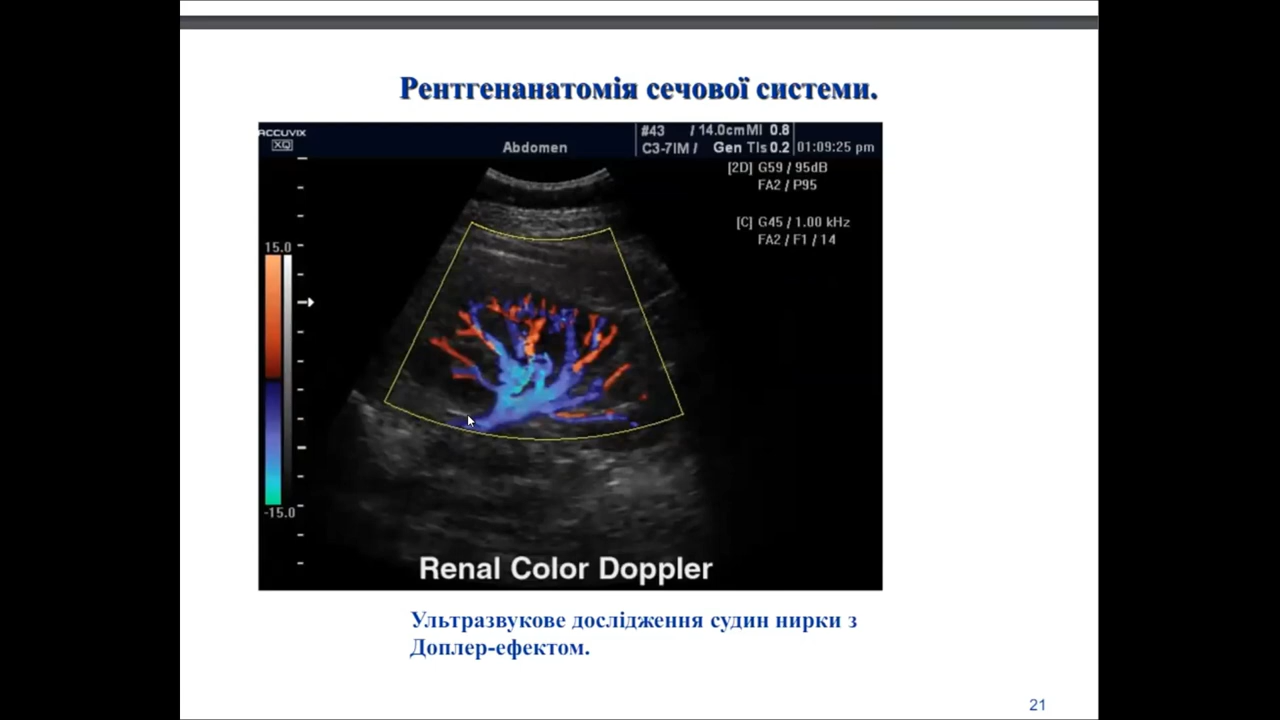 Рентгенанатомія сечової системи.
ACCUVIX
XQ
Abdomen
#43 / 14.0cm MI 0.8
C3-7IM / Gen TIs 0.2
01:09:25 pm
[2D] G59 / 95dB
FA2 / P95
[C] G45 / 1.00 kHz
FA2 / F1 / 14
15.0
-15.0
Renal Color Doppler
Ультразвукове дослідження судин нирки з
Доплер-ефектом.
21